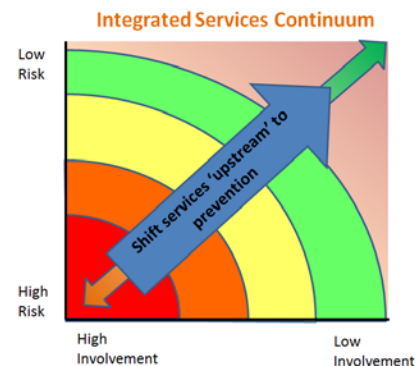 Integrated Services Continuum
Low
Risk
Shift services 'upstream' to
prevention
High
Risk
High
Involvement
Low
Involvement